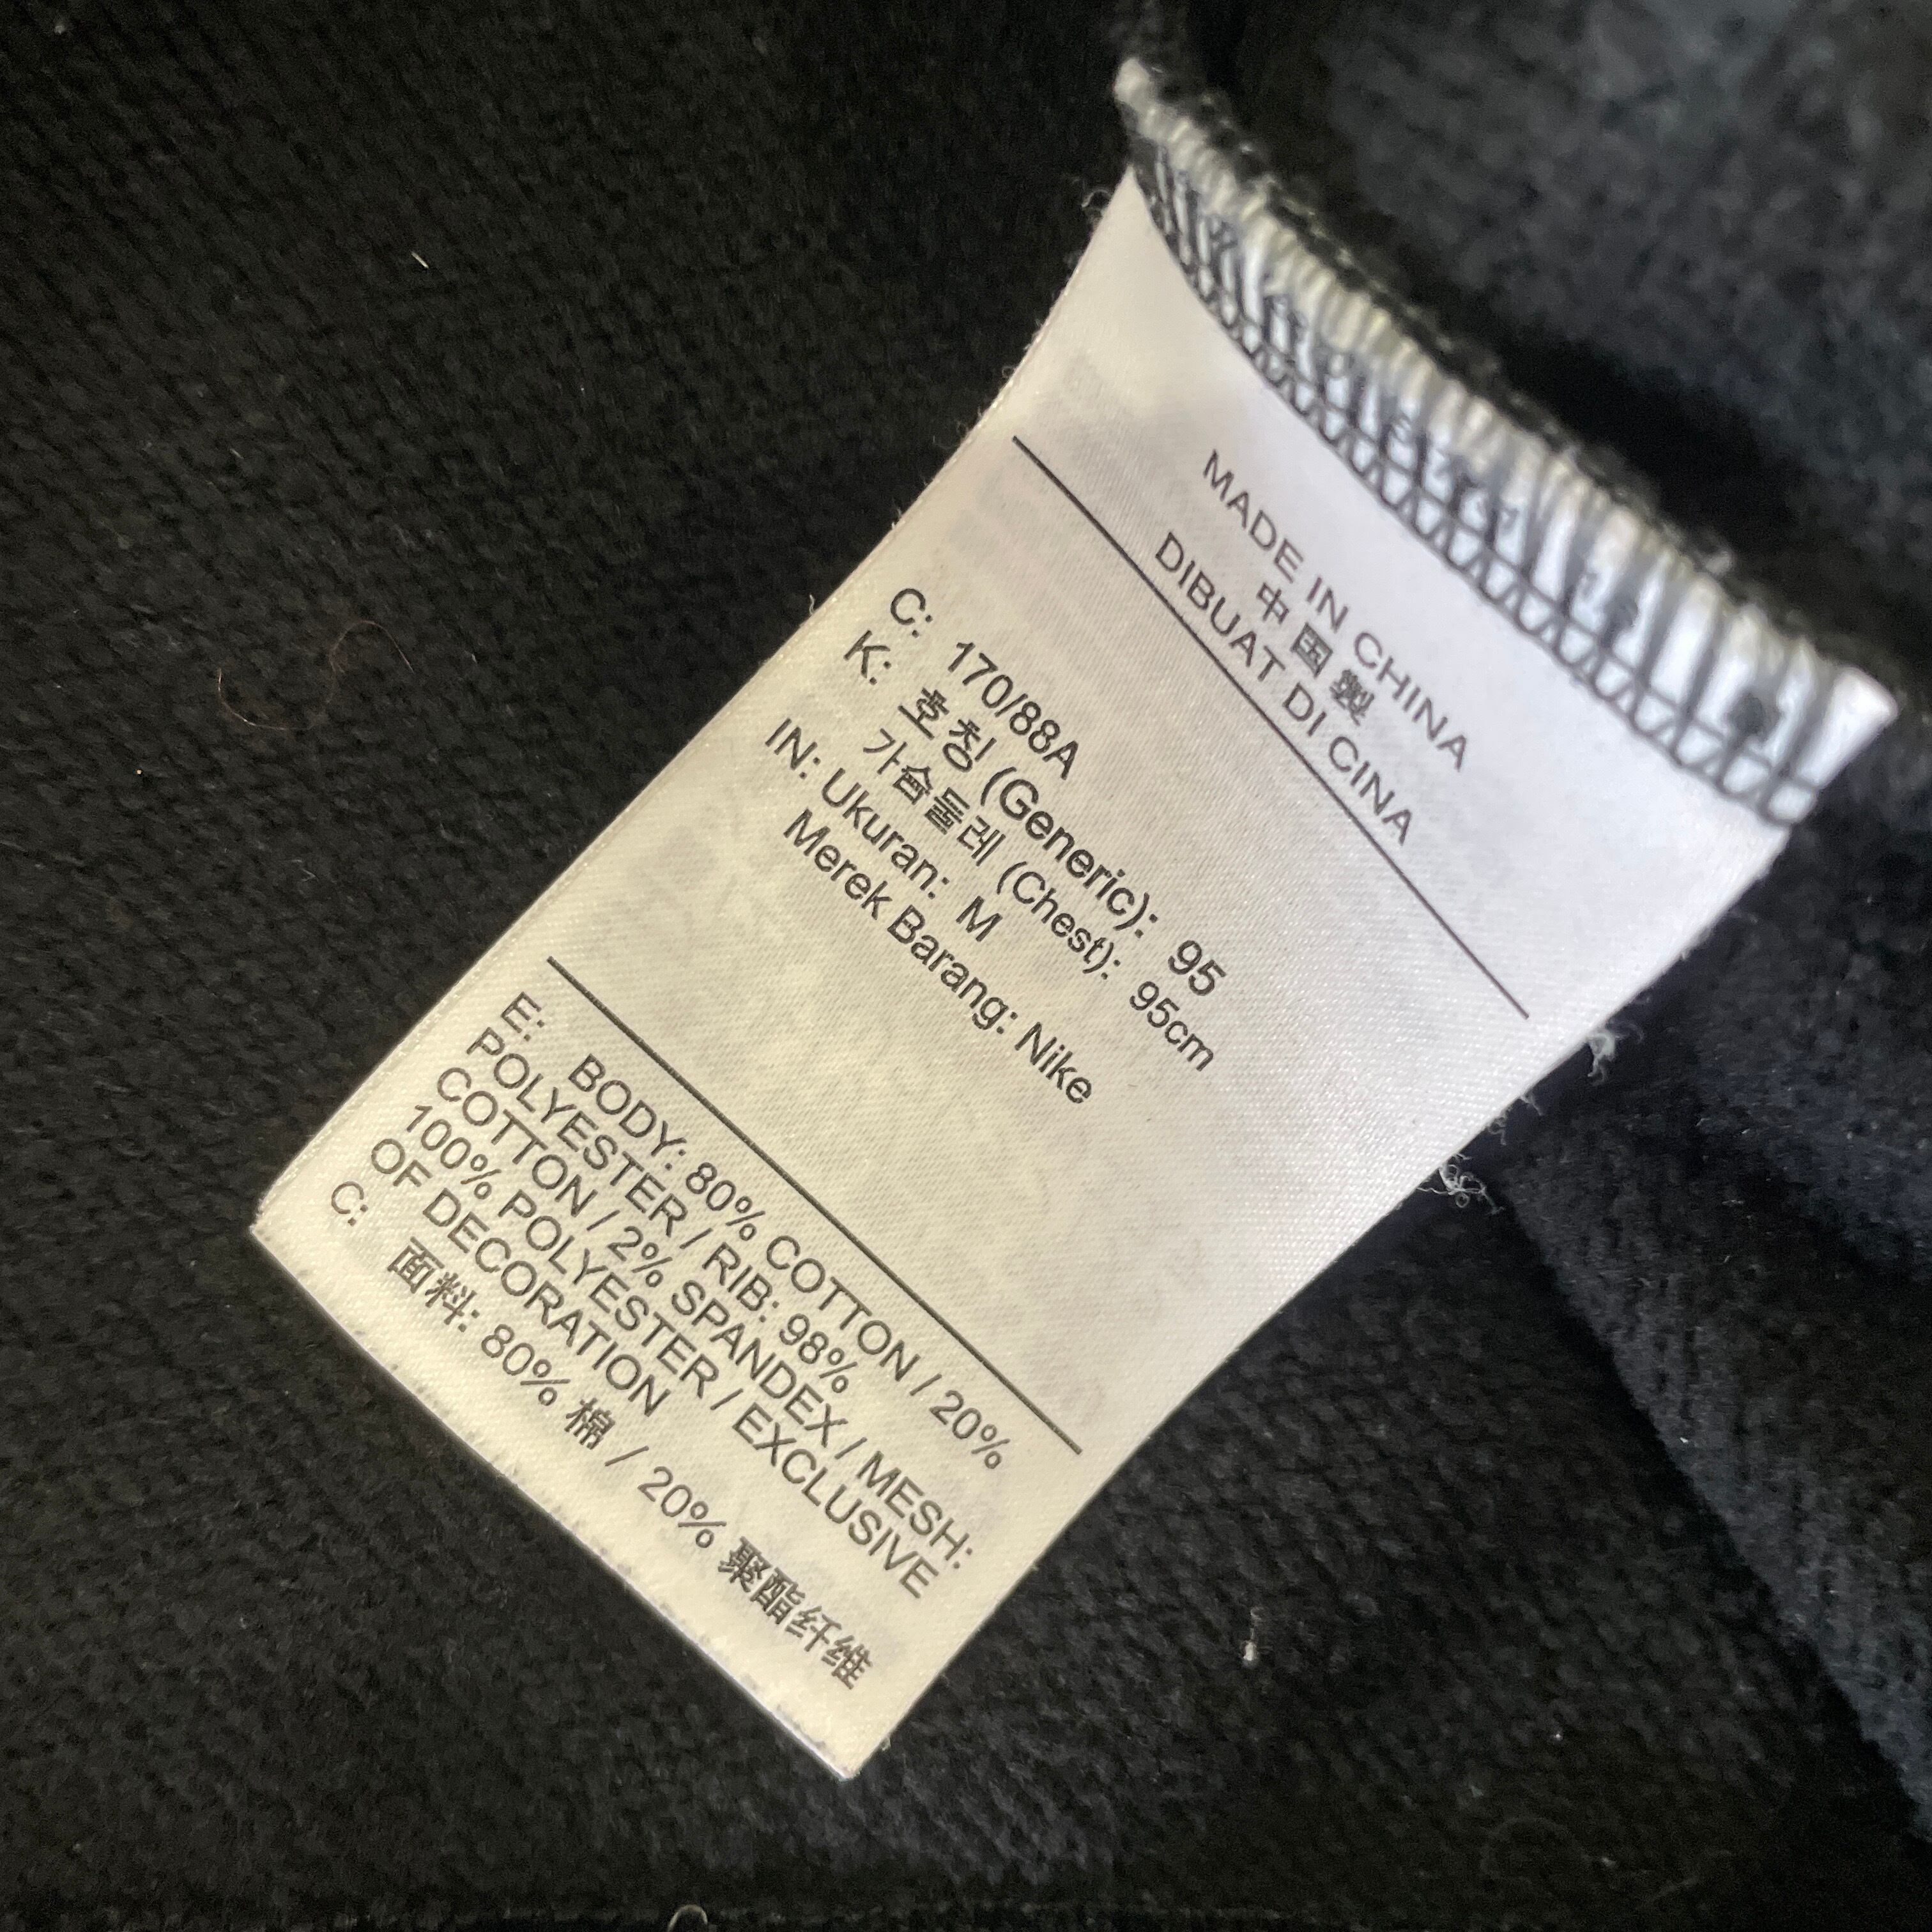 MADE IN CHINA
中国製
DIBUAT DI CINA
C: 170/88A
K: 호칭 (Generic): 95
가슴둘레 (Chest): 95cm
IN: Ukuran: M
Merek Barang: Nike
E: BODY: 80% COTTON / 20%
POLYESTER / RIB: 98%
COTTON / 2% SPANDEX / MESH:
100% POLYESTER / EXCLUSIVE
OF DECORATION
C: 面料: 80% 棉 / 20% 聚酯纤维